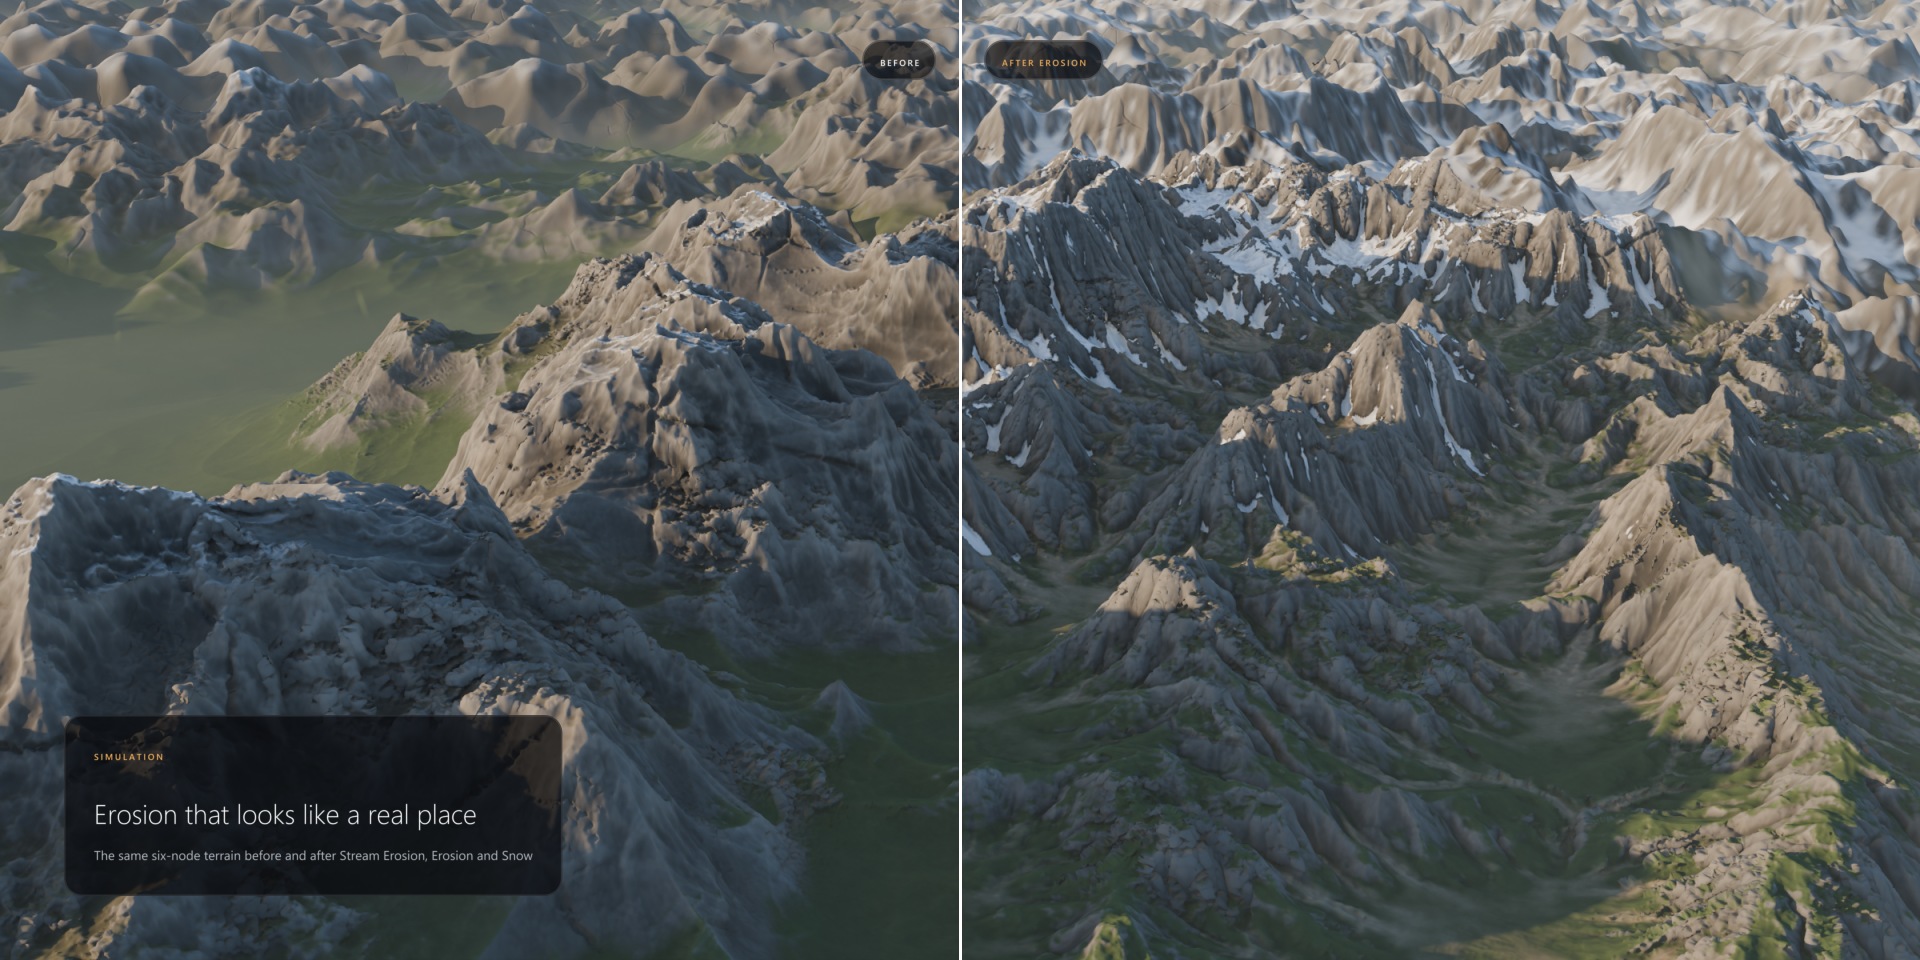 BEFORE
AFTER EROSION
SIMULATION
Erosion that looks like a real place
The same six-node terrain before and after Stream Erosion, Erosion and Snow